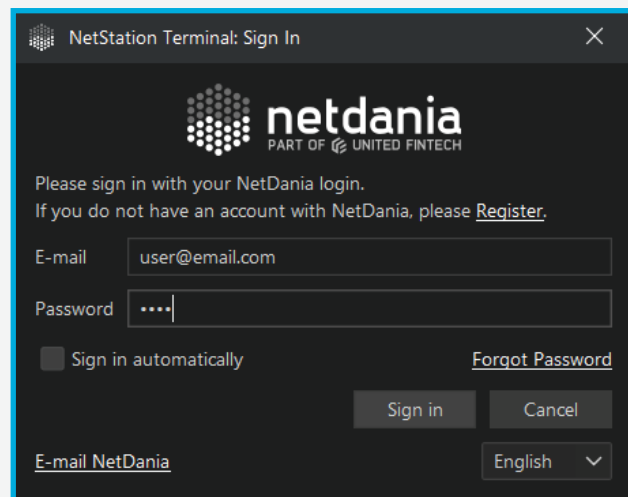 NetStation Terminal: Sign In
netdania
PART OF UNITED FINTECH
Please sign in with your NetDania login.
If you do not have an account with NetDania, please Register.
E-mail user@email.com
Password ••••
Sign in automatically Forgot Password
Sign in Cancel
E-mail NetDania English